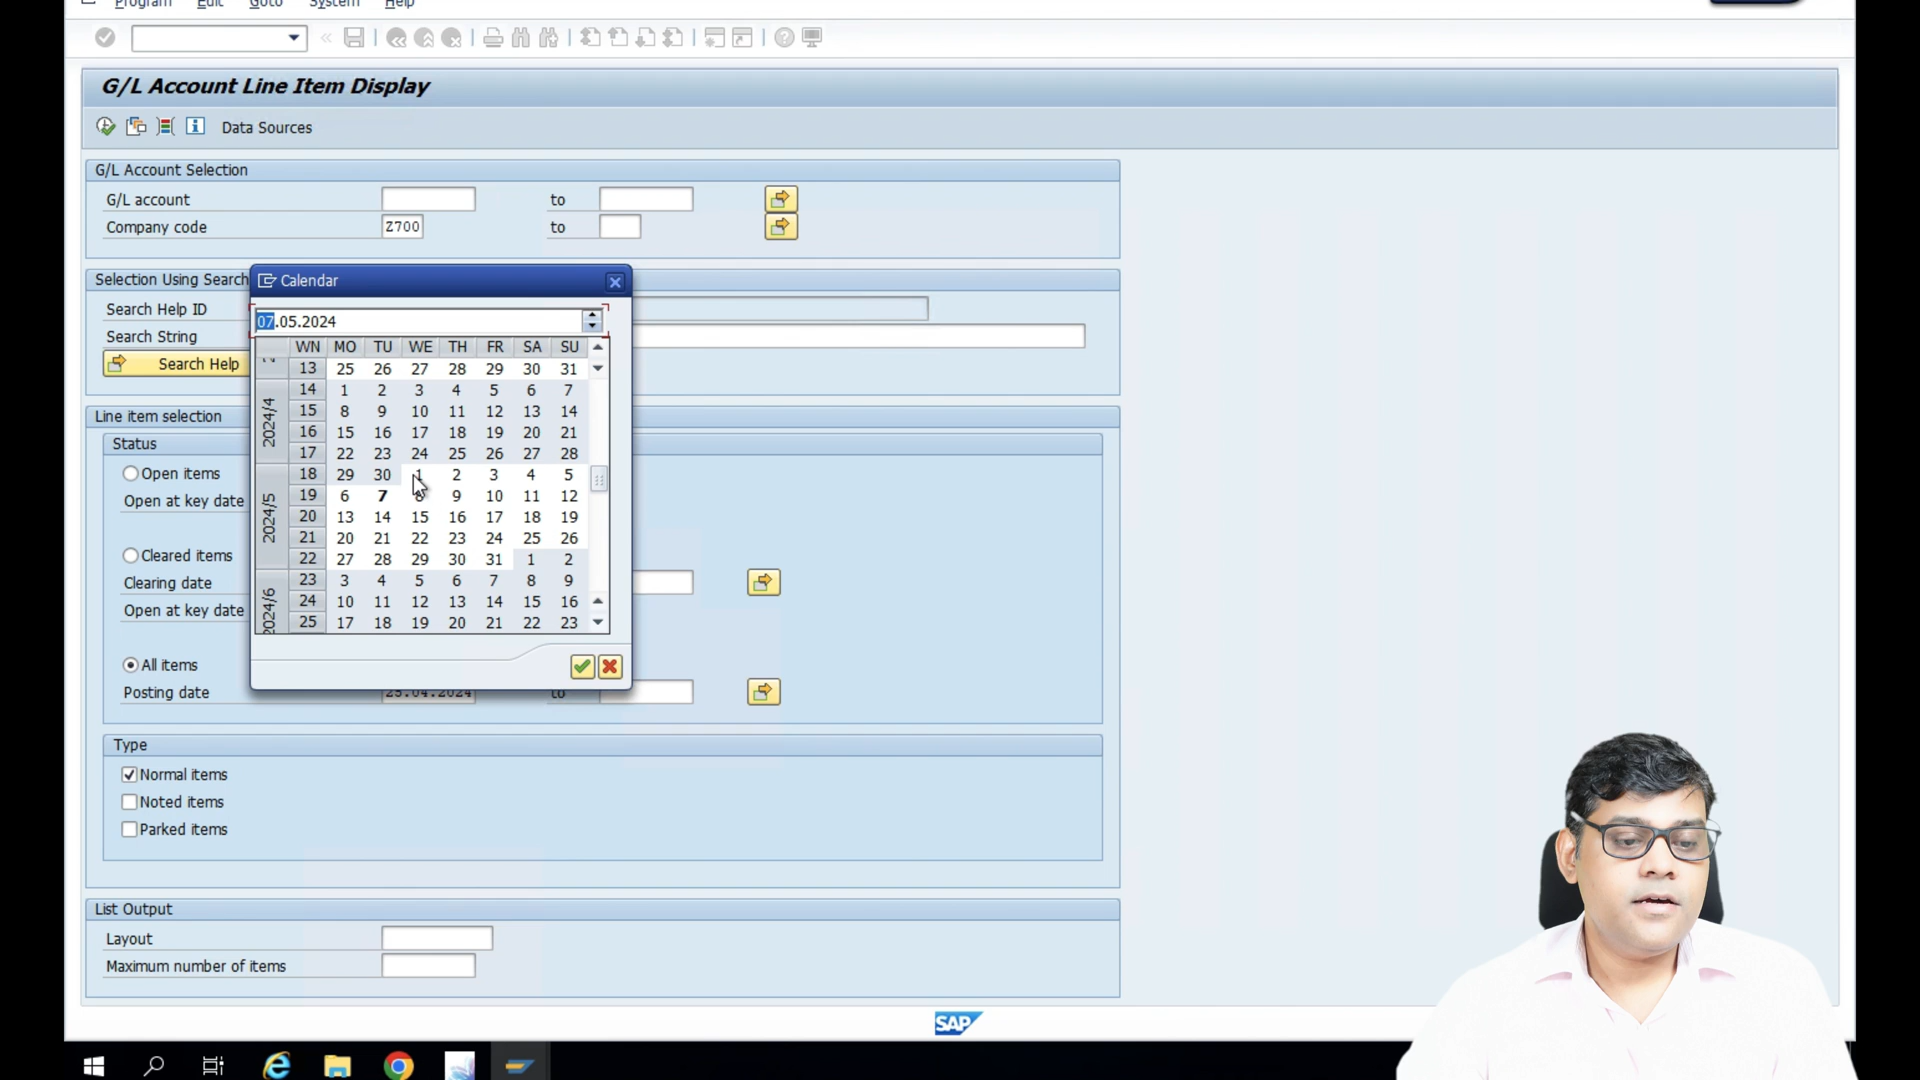 Program Edit Goto System Help
G/L Account Line Item Display
Data Sources
G/L Account Selection
G/L account to
Company code Z700 to
Selection Using Search
Search Help ID
Search String
Search Help
Line item selection
Status
Open items
Open at key date
Cleared items
Clearing date
Open at key date
All items
Posting date 25.04.2024 to
Calendar
07.05.2024
WN MO TU WE TH FR SA SU
13 25 26 27 28 29 30 31
2024/4
14 1 2 3 4 5 6 7
15 8 9 10 11 12 13 14
16 15 16 17 18 19 20 21
17 22 23 24 25 26 27 28
2024/5
18 29 30 1 2 3 4 5
19 6 7 8 9 10 11 12
20 13 14 15 16 17 18 19
21 20 21 22 23 24 25 26
22 27 28 29 30 31 1 2
2024/6
23 3 4 5 6 7 8 9
24 10 11 12 13 14 15 16
25 17 18 19 20 21 22 23
Type
Normal items
Noted items
Parked items
List Output
Layout
Maximum number of items
SAP